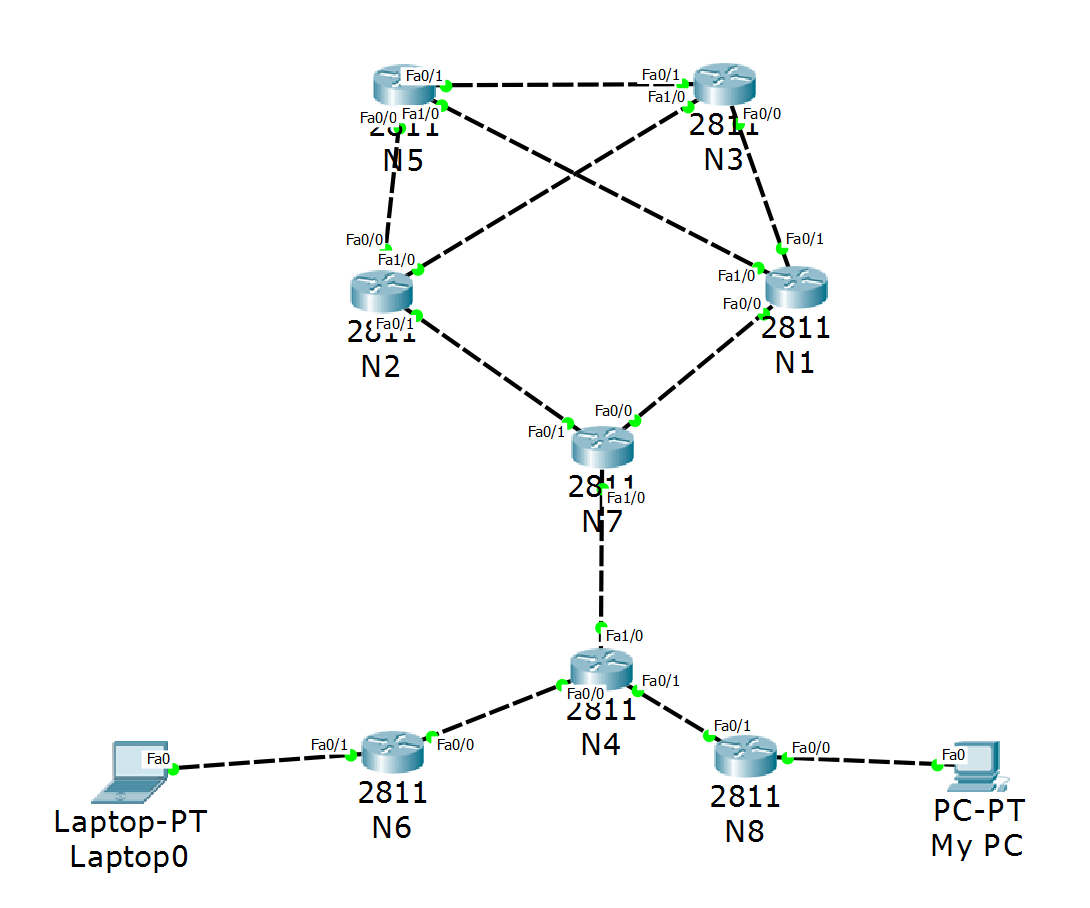 Fa0/1
Fa0/1
Fa1/0
Fa0/0
Fa1/0
Fa0/0
2811
N5
2811
N3
Fa0/0
Fa1/0
Fa0/1
Fa1/0
Fa0/0
2811
Fa0/1
N2
2811
N1
Fa0/0
Fa0/1
2811
Fa1/0
N7
Fa1/0
Fa0/1
Fa0/0
2811
N4
Fa0/1
Fa0/0
2811
N6
Fa0/1
Fa0/0
2811
N8
Fa0
Laptop-PT
Laptop0
Fa0
PC-PT
My PC